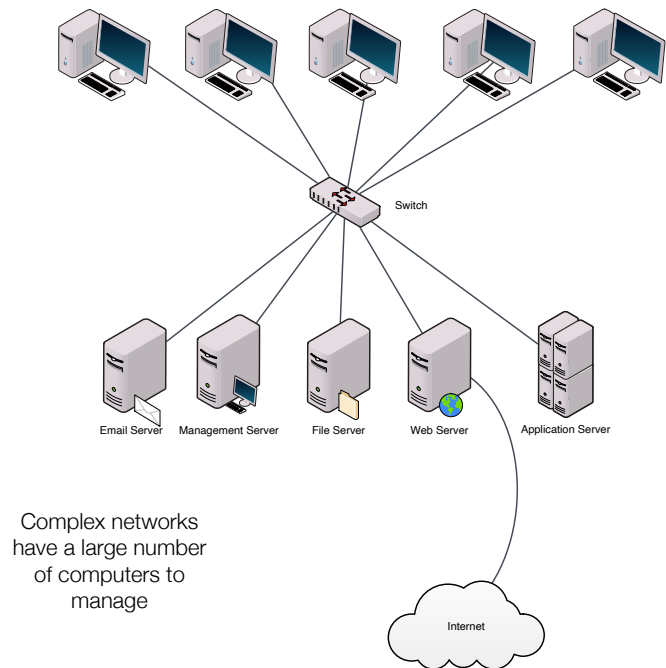 Switch
Email Server
Management Server
File Server
Web Server
Application Server
Complex networks
have a large number
of computers to
manage
Internet